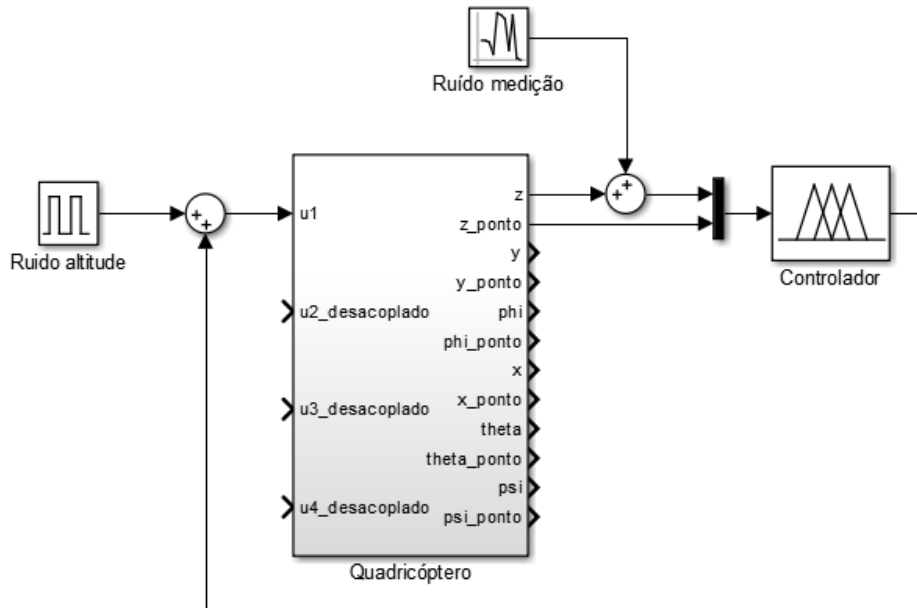 Ruído medição
Ruido altitude
u1
u2_desacoplado
u3_desacoplado
u4_desacoplado
z
z_ponto
y
y_ponto
phi
phi_ponto
x
x_ponto
theta
theta_ponto
psi
psi_ponto
Quadricóptero
Controlador